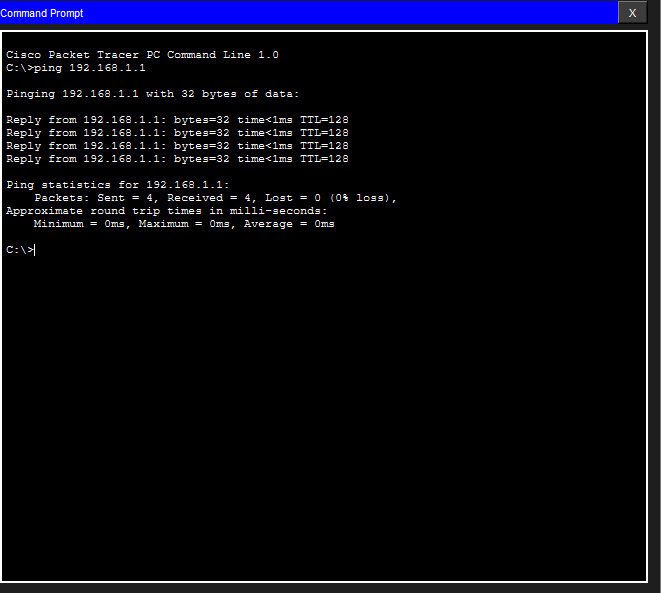 Command Prompt
X
Cisco Packet Tracer PC Command Line 1.0
C:\>ping 192.168.1.1
Pinging 192.168.1.1 with 32 bytes of data:
Reply from 192.168.1.1: bytes=32 time<1ms TTL=128
Reply from 192.168.1.1: bytes=32 time<1ms TTL=128
Reply from 192.168.1.1: bytes=32 time<1ms TTL=128
Reply from 192.168.1.1: bytes=32 time<1ms TTL=128
Ping statistics for 192.168.1.1:
Packets: Sent = 4, Received = 4, Lost = 0 (0% loss),
Approximate round trip times in milli-seconds:
Minimum = 0ms, Maximum = 0ms, Average = 0ms
C:\>